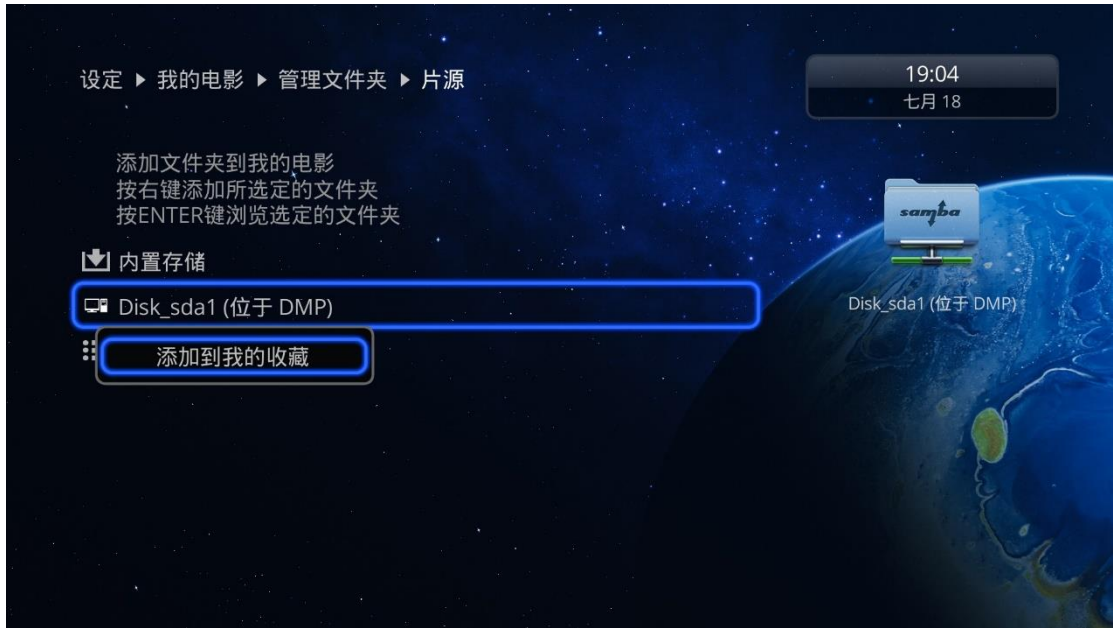 设定 ▶ 我的电影 ▶ 管理文件夹 ▶ 片源
19:04
七月 18
添加文件夹到我的电影
按右键添加所选定的文件夹
按ENTER键浏览选定的文件夹
samba
内置存储
Disk_sda1 (位于 DMP)
Disk_sda1 (位于 DMP)
添加到我的收藏